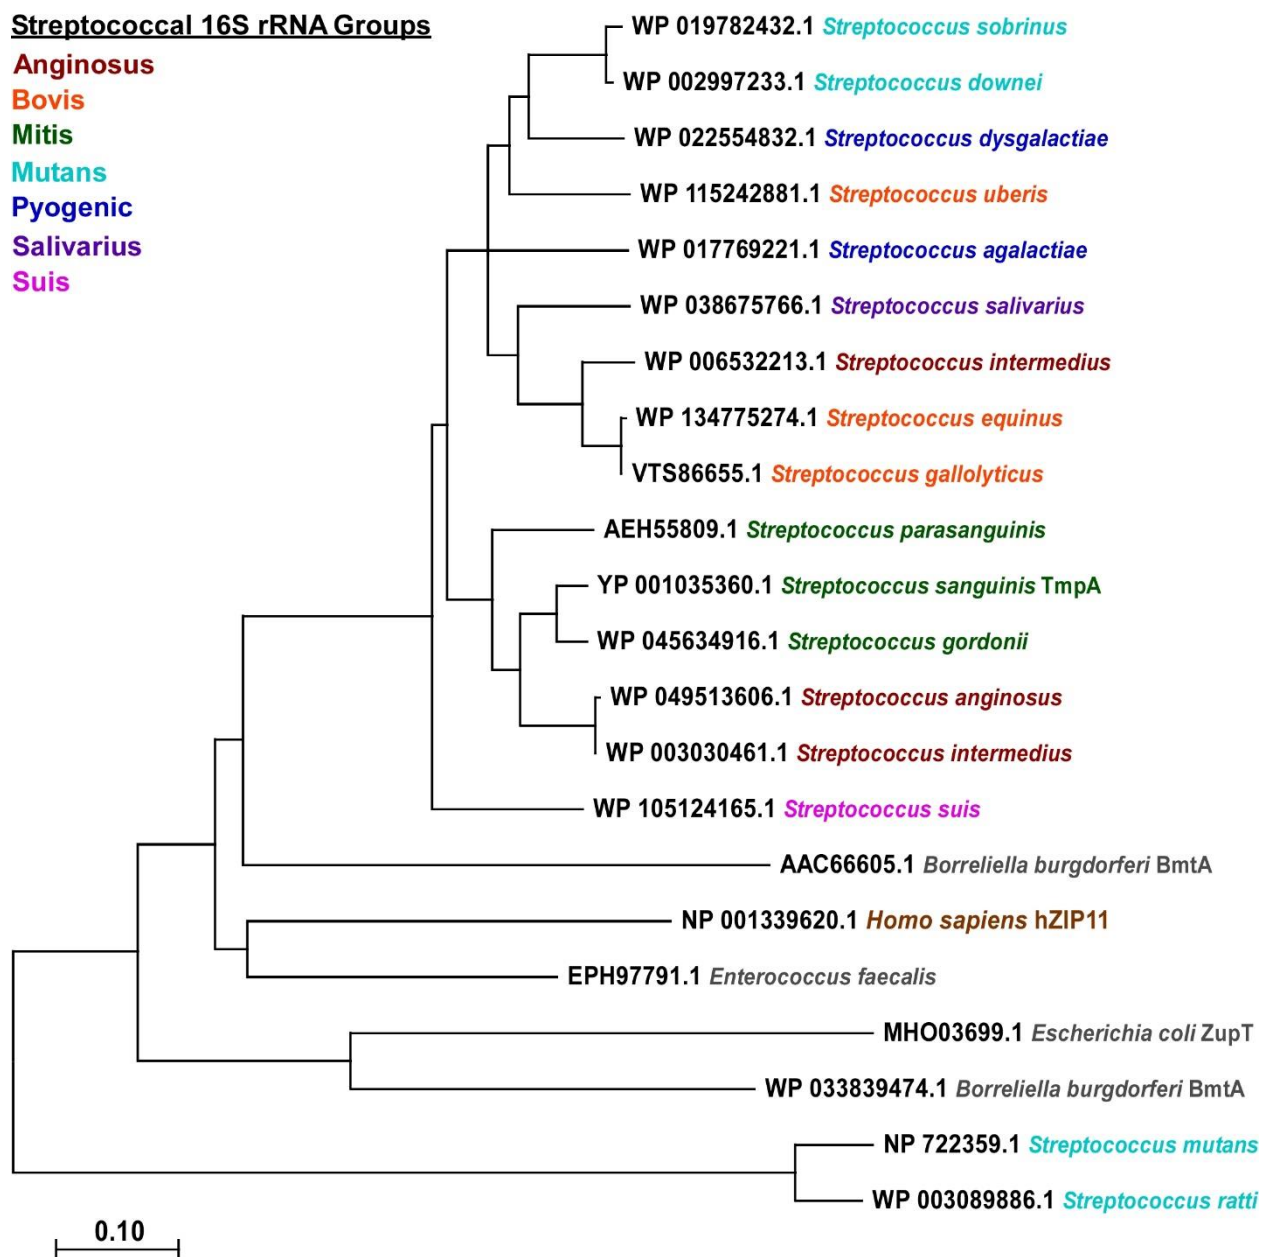 Streptococcal 16S rRNA Groups
Anginosus
Bovis
Mitis
Mutans
Pyogenic
Salivarius
Suis
WP 019782432.1 Streptococcus sobrinus
WP 002997233.1 Streptococcus downei
WP 022554832.1 Streptococcus dysgalactiae
WP 115242881.1 Streptococcus uberis
WP 017769221.1 Streptococcus agalactiae
WP 038675766.1 Streptococcus salivarius
WP 006532213.1 Streptococcus intermedius
WP 134775274.1 Streptococcus equinus
VTS86655.1 Streptococcus gallolyticus
AEH55809.1 Streptococcus parasanguinis
YP 001035360.1 Streptococcus sanguinis TmpA
WP 045634916.1 Streptococcus gordonii
WP 049513606.1 Streptococcus anginosus
WP 003030461.1 Streptococcus intermedius
WP 105124165.1 Streptococcus suis
AAC66605.1 Borreliella burgdorferi BmtA
NP 001339620.1 Homo sapiens hZIP11
EPH97791.1 Enterococcus faecalis
MHO03699.1 Escherichia coli ZupT
WP 033839474.1 Borreliella burgdorferi BmtA
NP 722359.1 Streptococcus mutans
WP 003089886.1 Streptococcus ratti
0.10